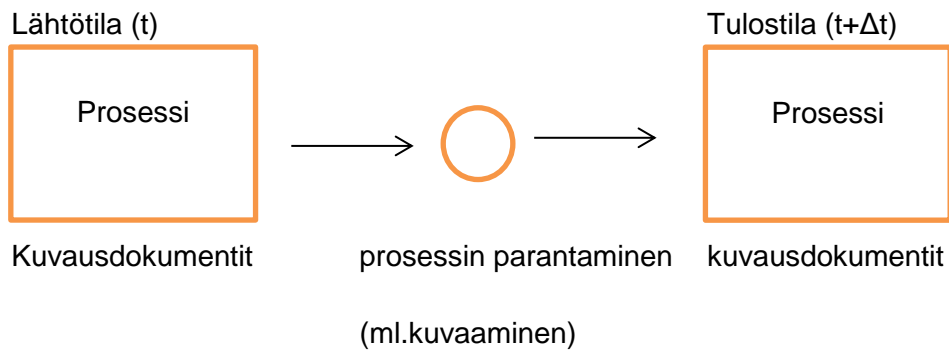 Lähtötila (t)
Tulostila (t+Δt)
Prosessi
Prosessi
Kuvausdokumentit
prosessin parantaminen
kuvausdokumentit
(ml.kuvaaminen)